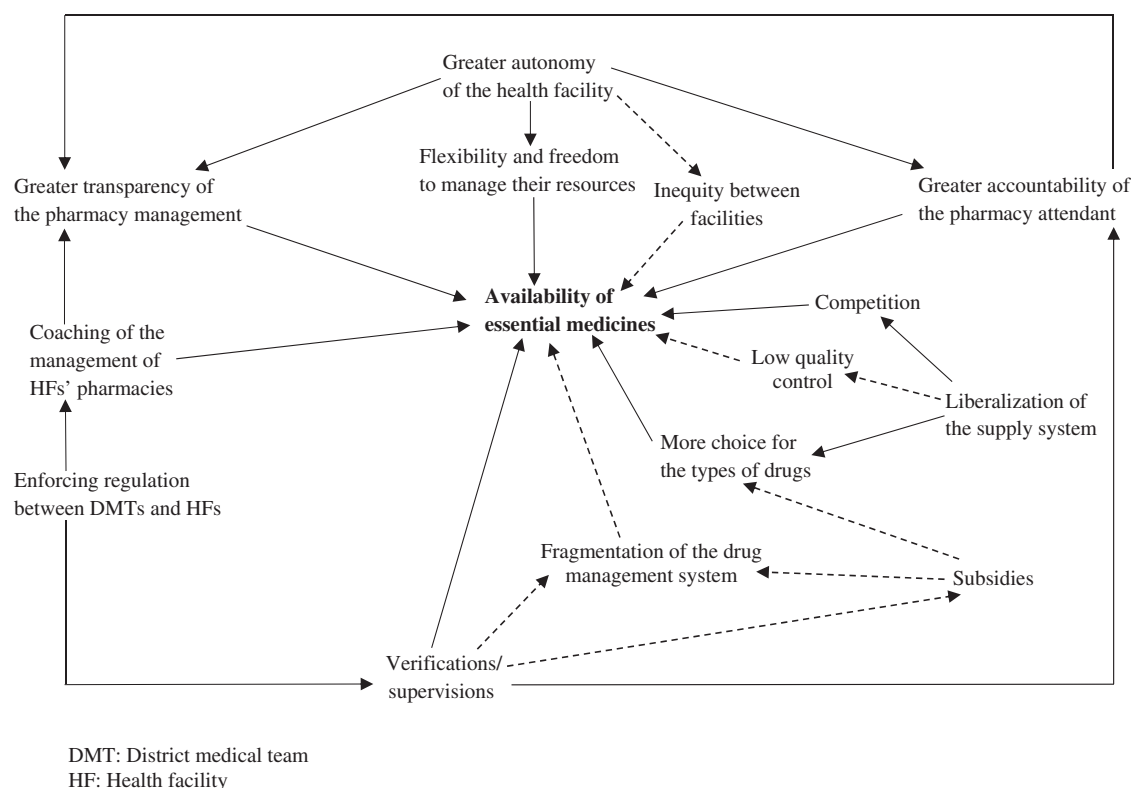 Greater autonomy
of the health facility
Flexibility and freedom
to manage their resources
Inequity between
facilities
Greater transparency of
the pharmacy management
Greater accountability of
the pharmacy attendant
Availability of
essential medicines
Competition
Coaching of the
management of
HFs' pharmacies
Low quality
control
Liberalization of
the supply system
More choice for
the types of drugs
Enforcing regulation
between DMTs and HFs
Fragmentation of the drug
management system
Subsidies
Verifications/
supervisions
DMT: District medical team
HF: Health facility